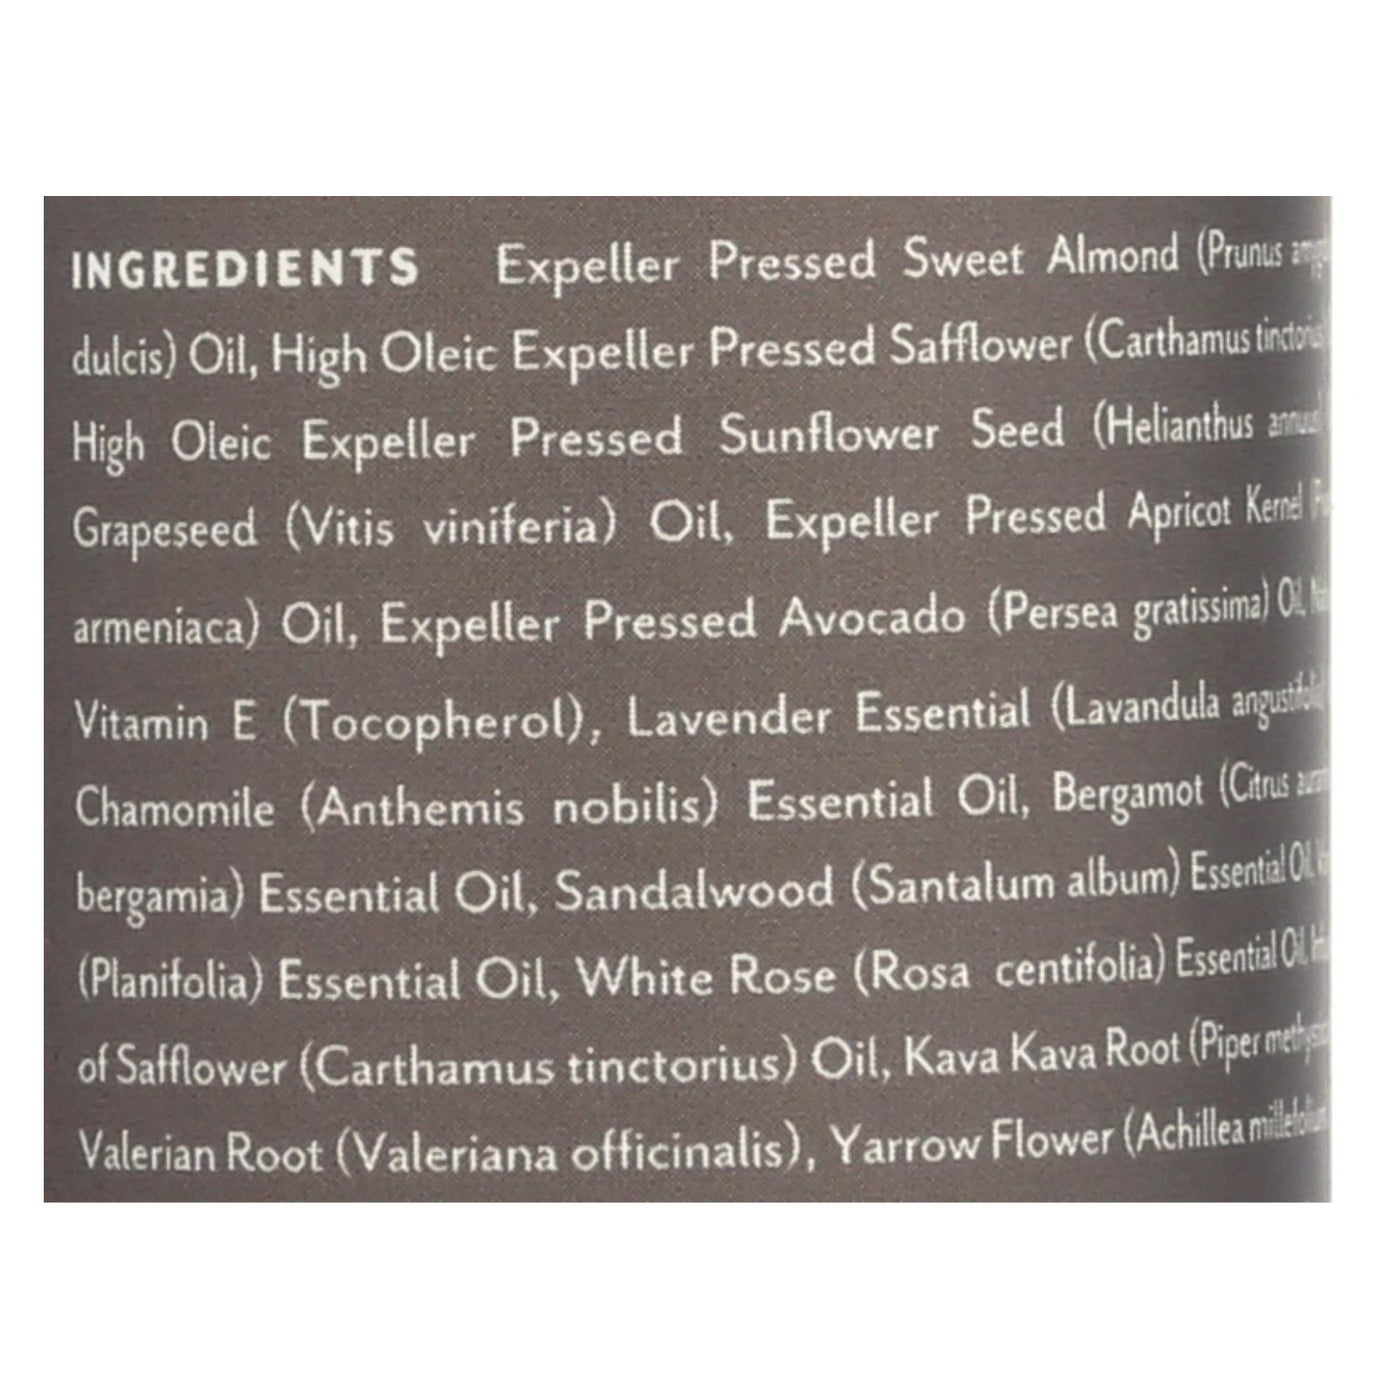 INGREDIENTS Expeller Pressed Sweet Almond (Prunus
dulcis) Oil, High Oleic Expeller Pressed Safflower (Carthamus tinctorius)
High Oleic Expeller Pressed Sunflower Seed (Helianthus annuus)
Grapeseed (Vitis viniferia) Oil, Expeller Pressed Apricot Kernel
armeniaca) Oil, Expeller Pressed Avocado (Persea gratissima) Oil,
Vitamin E (Tocopherol), Lavender Essential (Lavandula angustifolia)
Chamomile (Anthemis nobilis) Essential Oil, Bergamot (Citrus
bergamia) Essential Oil, Sandalwood (Santalum album) Essential Oil,
(Planifolia) Essential Oil, White Rose (Rosa centifolia) Essential Oil,
of Safflower (Carthamus tinctorius) Oil, Kava Kava Root (Piper
Valerian Root (Valeriana officinalis), Yarrow Flower (Achillea millefolium